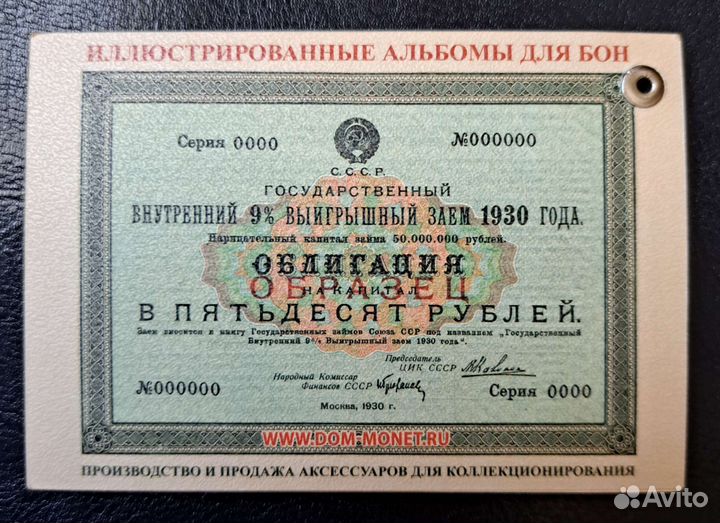 ИЛЛЮСТРИРОВАННЫЕ АЛЬБОМЫ ДЛЯ БОН
Серия 0000
№000000
С.С.С.Р.
ГОСУДАРСТВЕННЫЙ
ВНУТРЕННИЙ 9% ВЫИГРЫШНЫЙ ЗАЕМ 1930 ГОДА.
Нарицательный капитал займа 50.000.000 рублей.
ОБЛИГАЦИЯ
ОБРАЗЕЦ
НА КАПИТАЛ
В ПЯТЬДЕСЯТ РУБЛЕЙ.
Заем вносится в книгу Государственных займов Союза ССР под названием „Государственный
Внутренний 9% Выигрышный заем 1930 года“.
Председатель
ЦИК СССР
Народный Комиссар
Финансов СССР
№000000
Серия 0000
Москва, 1930 г.
WWW.DOM-MONET.RU
ПРОИЗВОДСТВО И ПРОДАЖА АКСЕССУАРОВ ДЛЯ КОЛЛЕКЦИОНИРОВАНИЯ
Avito